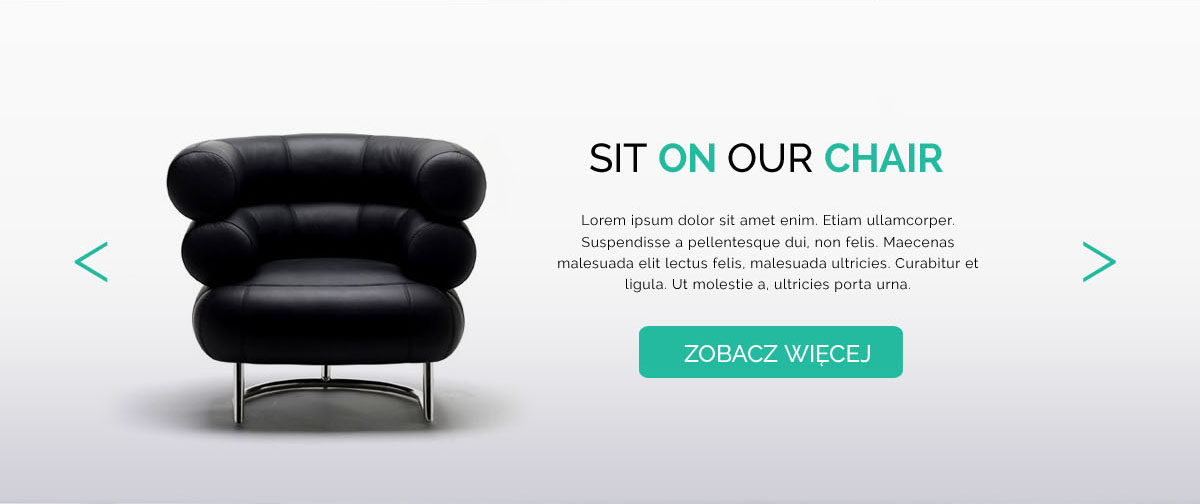 SIT ON OUR CHAIR
Lorem ipsum dolor sit amet enim. Etiam ullamcorper.
Suspendisse a pellentesque dui, non felis. Maecenas
malesuada elit lectus felis, malesuada ultricies. Curabitur et
ligula. Ut molestie a, ultricies porta urna.
ZOBACZ WIĘCEJ